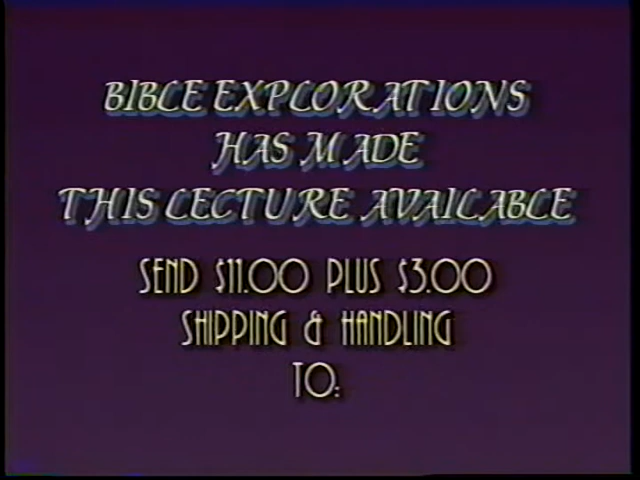 BIBLE EXPLORATIONS
HAS MADE
THIS LECTURE AVAILABLE
SEND $11.00 PLUS $3.00
SHIPPING & HANDLING
TO: